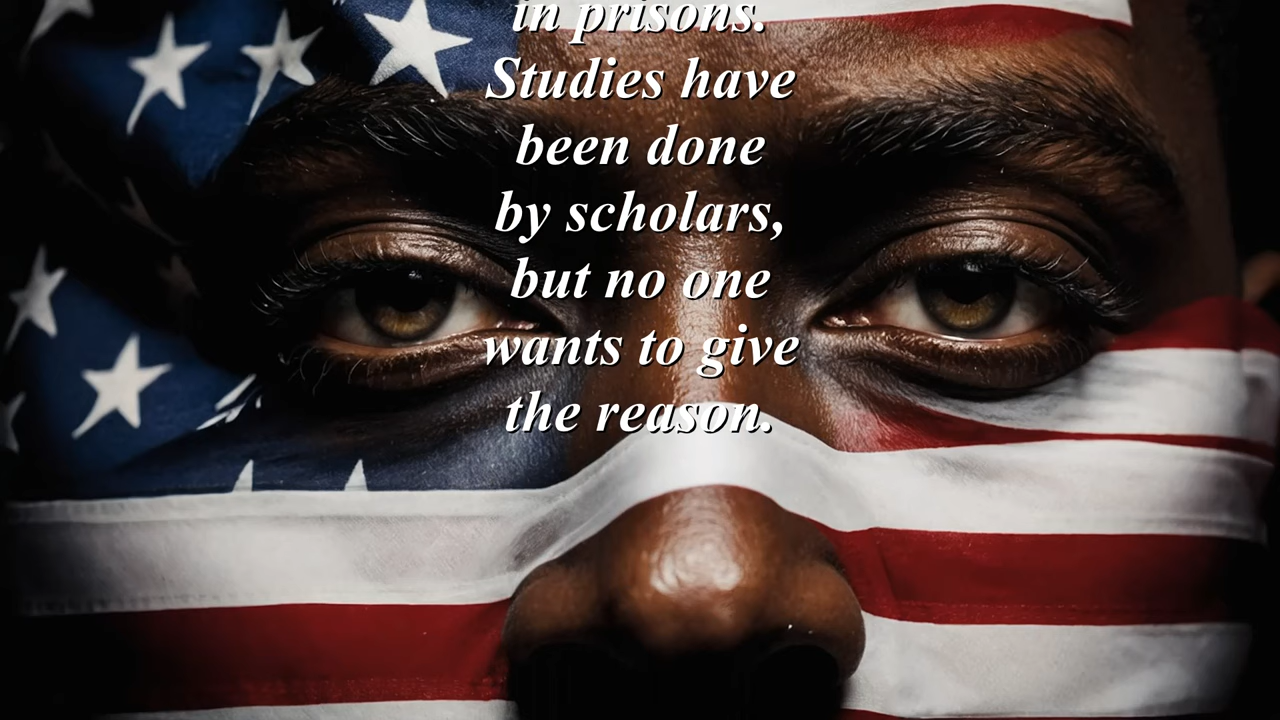 in prisons.
Studies have
been done
by scholars,
but no one
wants to give
the reason.